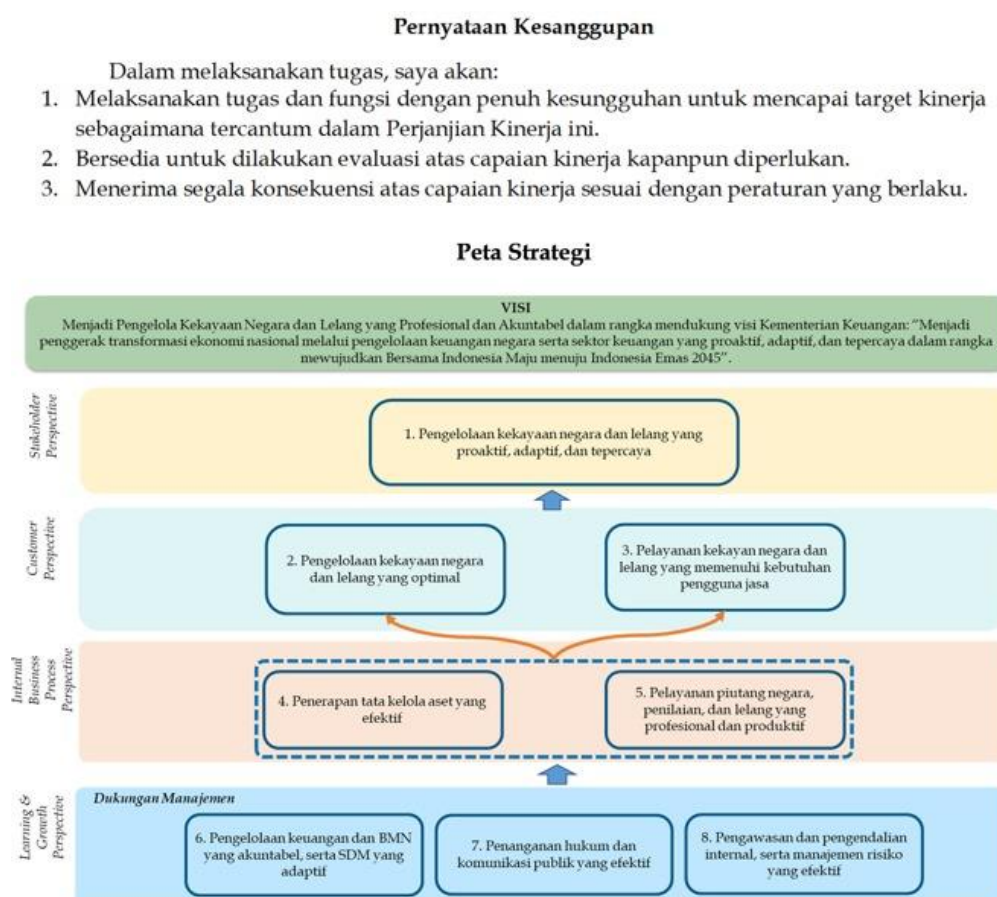 Pernyataan Kesanggupan
Dalam melaksanakan tugas, saya akan:
1. Melaksanakan tugas dan fungsi dengan penuh kesungguhan untuk mencapai target kinerja
sebagaimana tercantum dalam Perjanjian Kinerja ini.
2. Bersedia untuk dilakukan evaluasi atas capaian kinerja kapanpun diperlukan.
3. Menerima segala konsekuensi atas capaian kinerja sesuai dengan peraturan yang berlaku.
Peta Strategi
VISI
Menjadi Pengelola Kekayaan Negara dan Lelang yang Profesional dan Akuntabel dalam rangka mendukung visi Kementerian Keuangan: "Menjadi
penggerak transformasi ekonomi nasional melalui pengelolaan keuangan negara serta sektor keuangan yang proaktif, adaptif, dan tepercaya dalam rangka
mewujudkan Bersama Indonesia Maju menuju Indonesia Emas 2045".
Stakeholder
Perspective
1. Pengelolaan kekayaan negara dan lelang yang
proaktif, adaptif, dan tepercaya
Customer
Perspective
2. Pengelolaan kekayaan negara
dan lelang yang optimal
3. Pelayanan kekayan negara dan
lelang yang memenuhi kebutuhan
pengguna jasa
Internal
Business
Process
Perspective
4. Penerapan tata kelola aset yang
efektif
5. Pelayanan piutang negara,
penilaian, dan lelang yang
profesional dan produktif
Learning &
Growth
Perspective
Dukungan Manajemen
6. Pengelolaan keuangan dan BMN
yang akuntabel, serta SDM yang
adaptif
7. Penanganan hukum dan
komunikasi publik yang efektif
8. Pengawasan dan pengendalian
internal, serta manajemen risiko
yang efektif